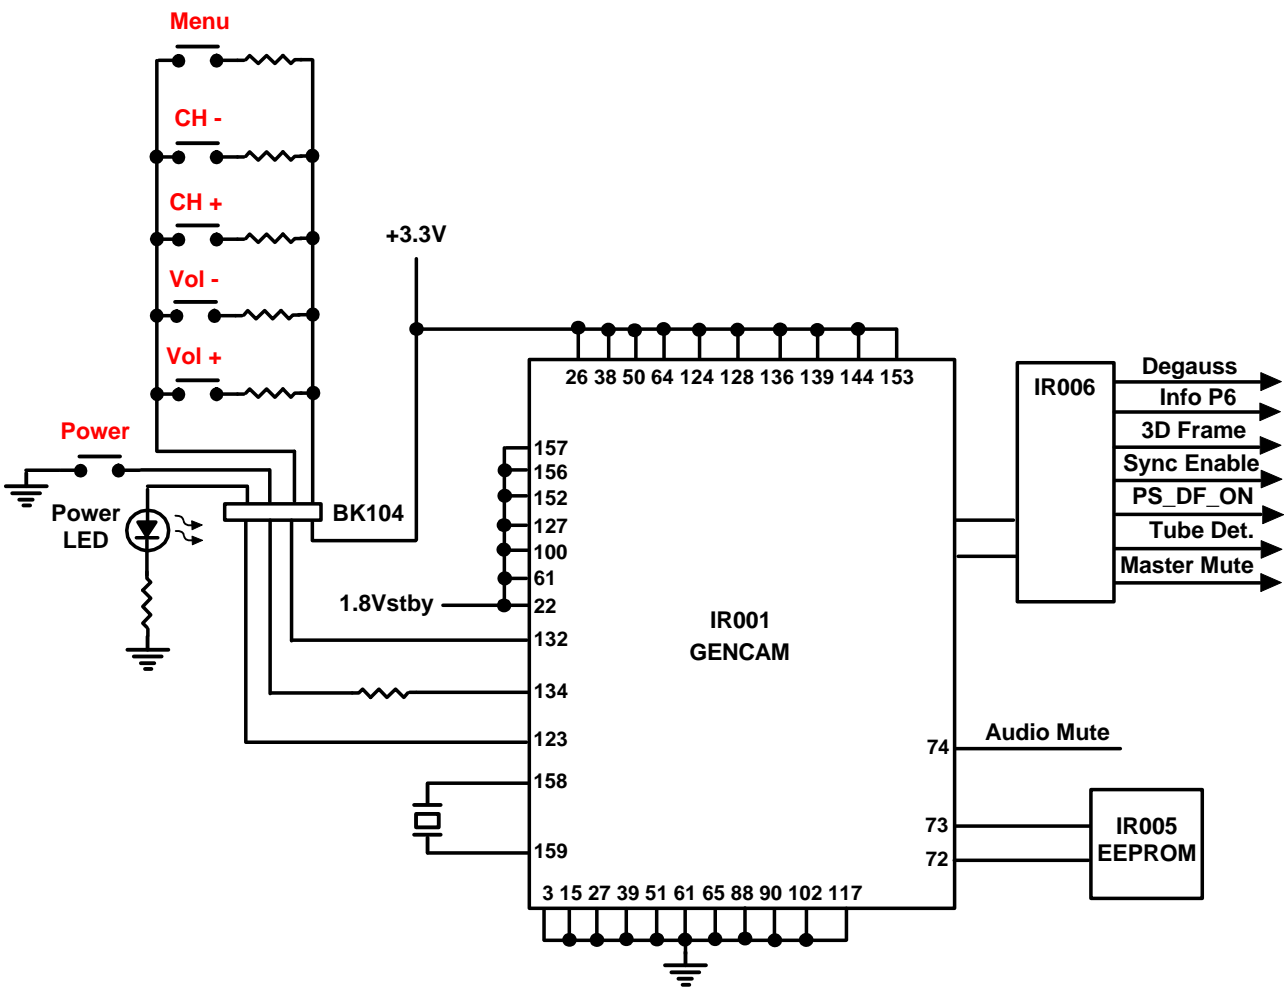 Menu
CH -
CH +
Vol -
Vol +
Power
+3.3V
Power
LED
BK104
1.8Vstby
26 38 50 64 124 128 136 139 144 153
157
156
152
127
100
61
22
132
134
123
158
159
IR001
GENCAM
74
73
72
3 15 27 39 51 61 65 88 90 102 117
IR006
Degauss
Info P6
3D Frame
Sync Enable
PS_DF_ON
Tube Det.
Master Mute
Audio Mute
IR005
EEPROM